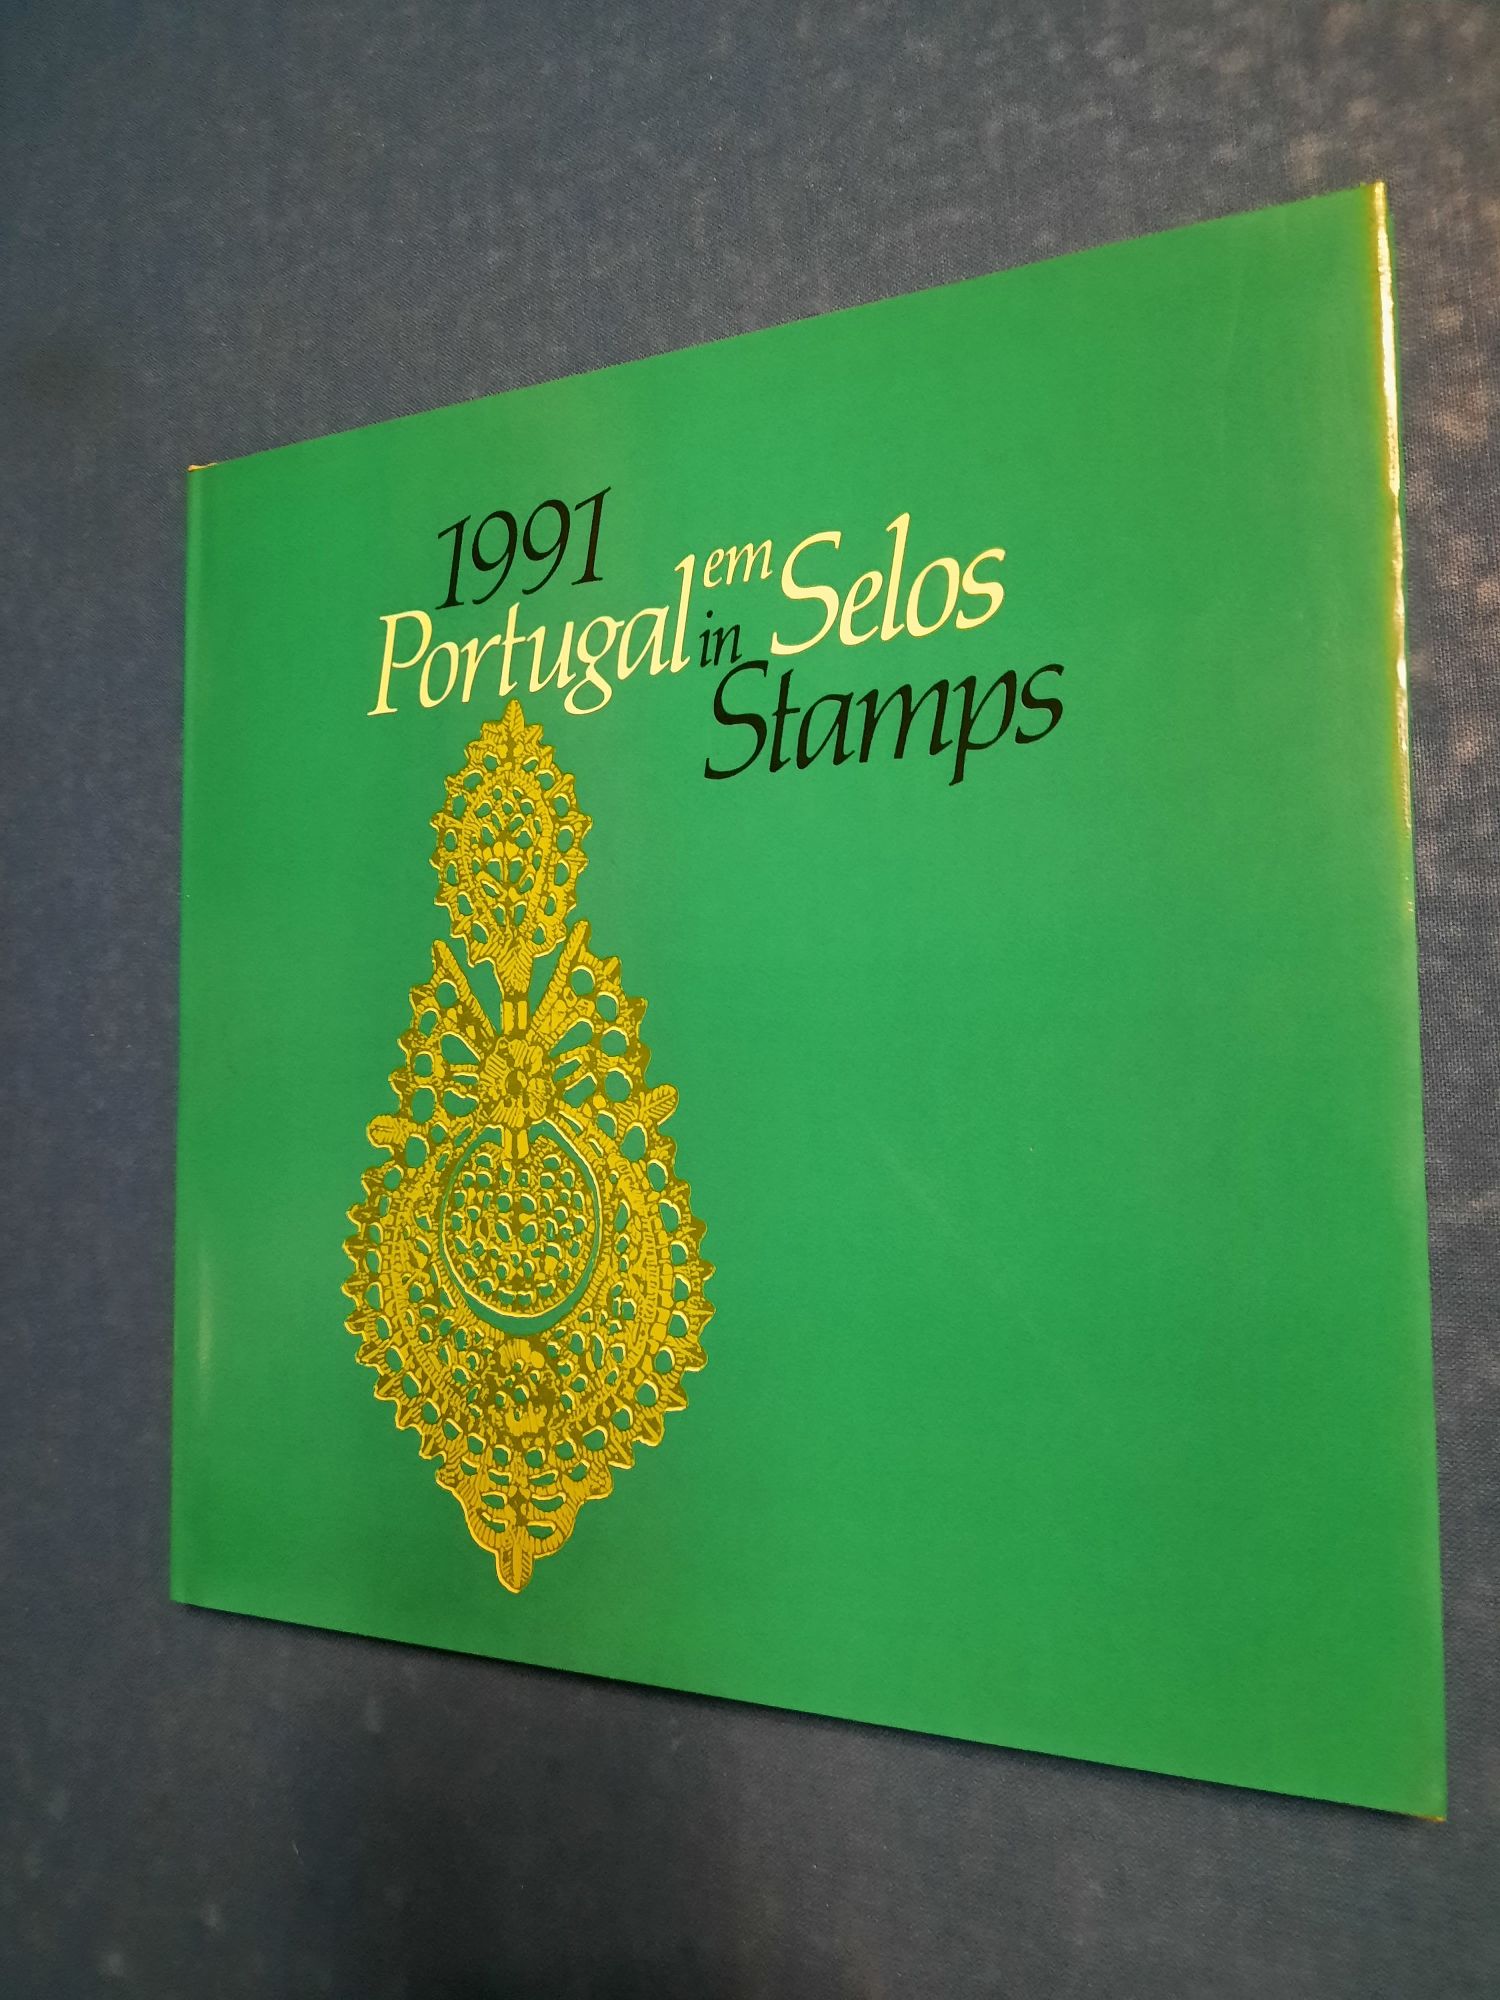 1991
Portugal em Selos
in
Stamps